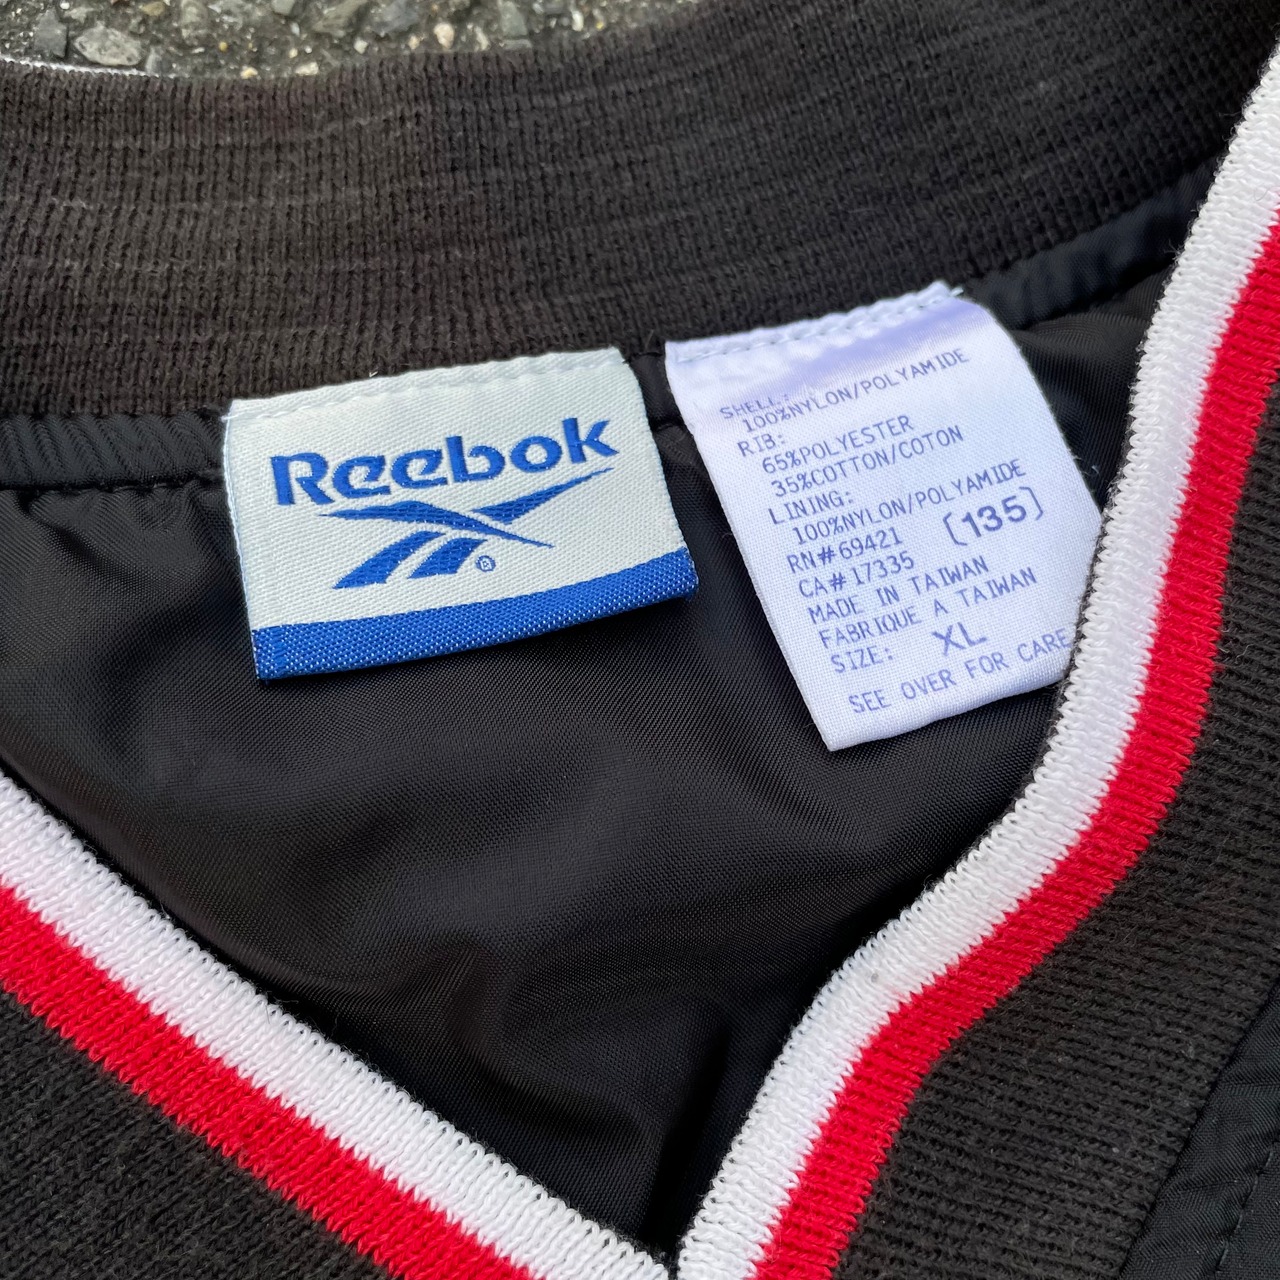 Reebok
®
SHELL:
100%NYLON/POLYAMIDE
RIB:
65%POLYESTER
35%COTTON/COTON
LINING:
100%NYLON/POLYAMIDE
RN#69421 [135]
CA#17335
MADE IN TAIWAN
FABRIQUE A TAIWAN
SIZE: XL
SEE OVER FOR CARE